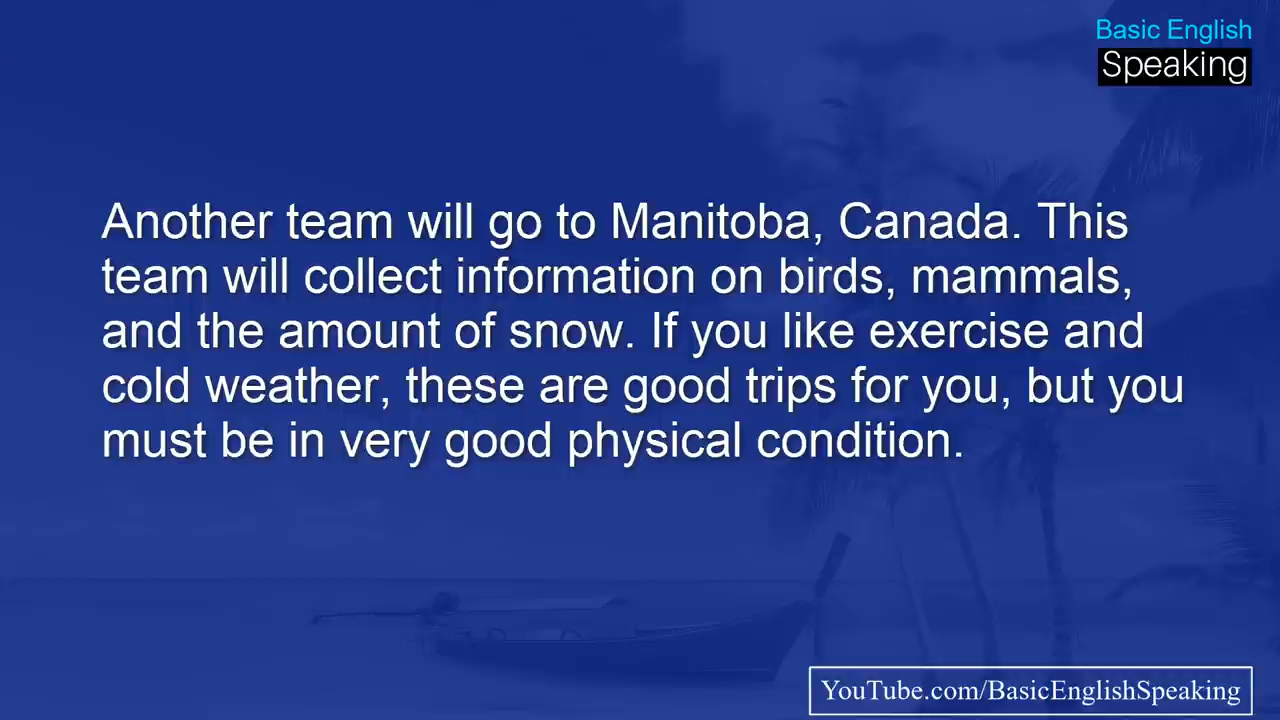 Basic English
Speaking
Another team will go to Manitoba, Canada. This
team will collect information on birds, mammals,
and the amount of snow. If you like exercise and
cold weather, these are good trips for you, but you
must be in very good physical condition.
YouTube.com/BasicEnglishSpeaking